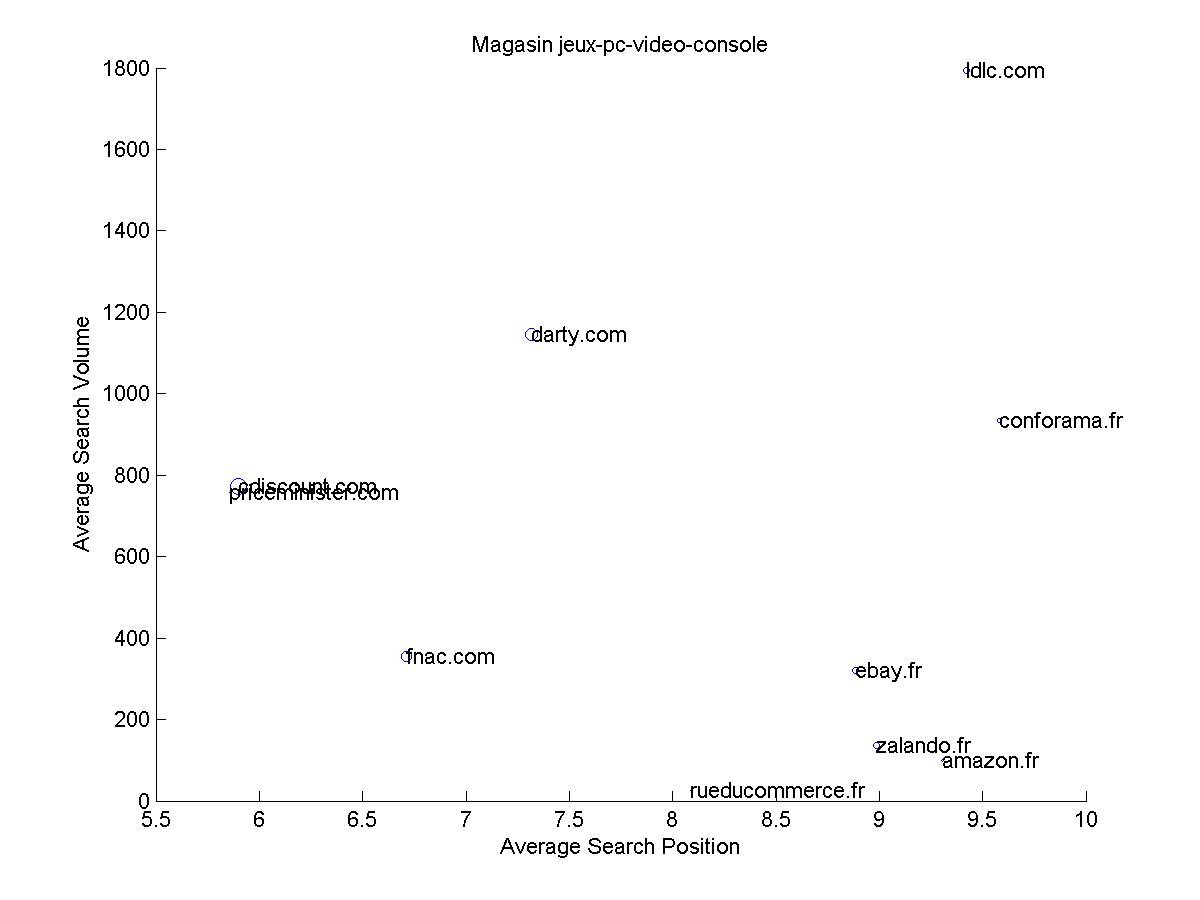 Magasin jeux-pc-video-console
1800
ldlc.com
1600
1400
1200
darty.com
1000
conforama.fr
800
cdiscount.com
priceminister.com
600
400
fnac.com
ebay.fr
200
zalando.fr
amazon.fr
rueducommerce.fr
0
5.5 6 6.5 7 7.5 8 8.5 9 9.5 10
Average Search Position
Average Search Volume